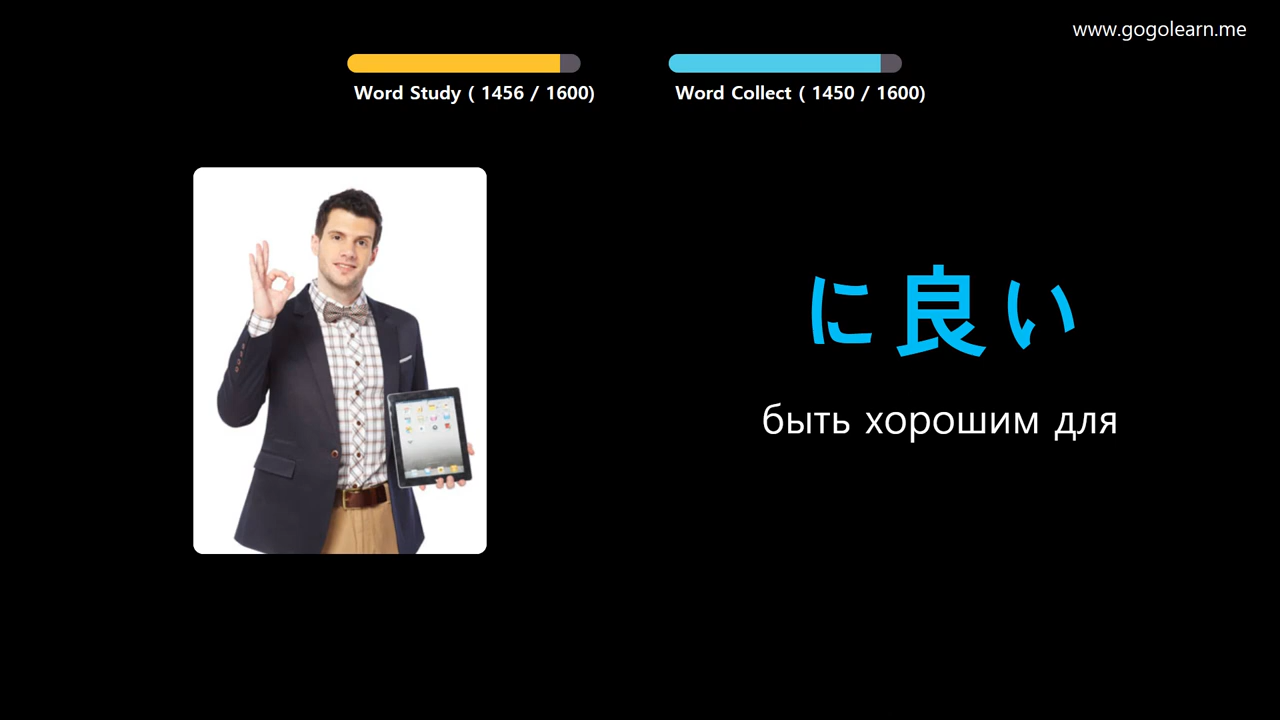 www.gogolearn.me
Word Study ( 1456 / 1600)
Word Collect ( 1450 / 1600)
に良い
быть хорошим для